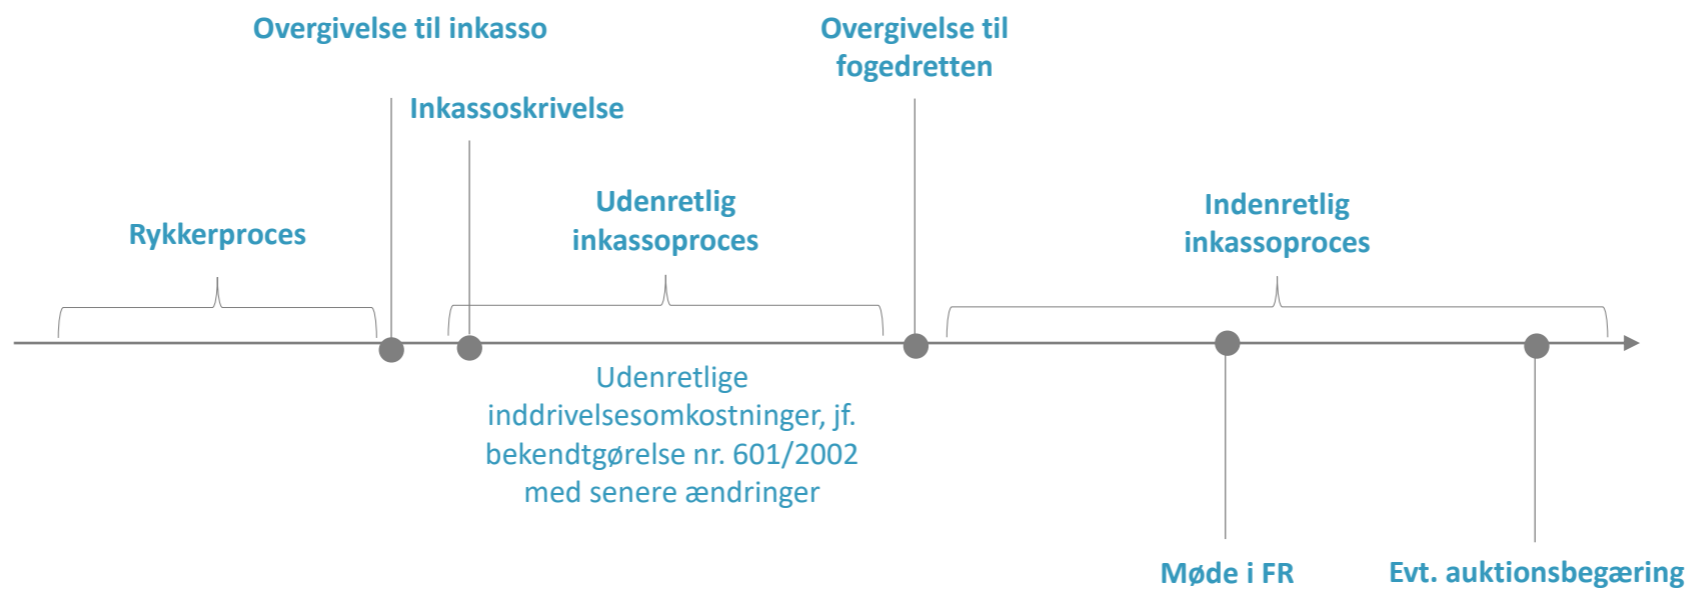 Overgivelse til inkasso
Overgivelse til
fogedretten
Inkassoskrivelse
Rykkerproces
Udenretlig
inkassoproces
Indenretlig
inkassoproces
Udenretlige
inddrivelsesomkostninger, jf.
bekendtgørelse nr. 601/2002
med senere ændringer
Møde i FR
Evt. auktionsbegæring